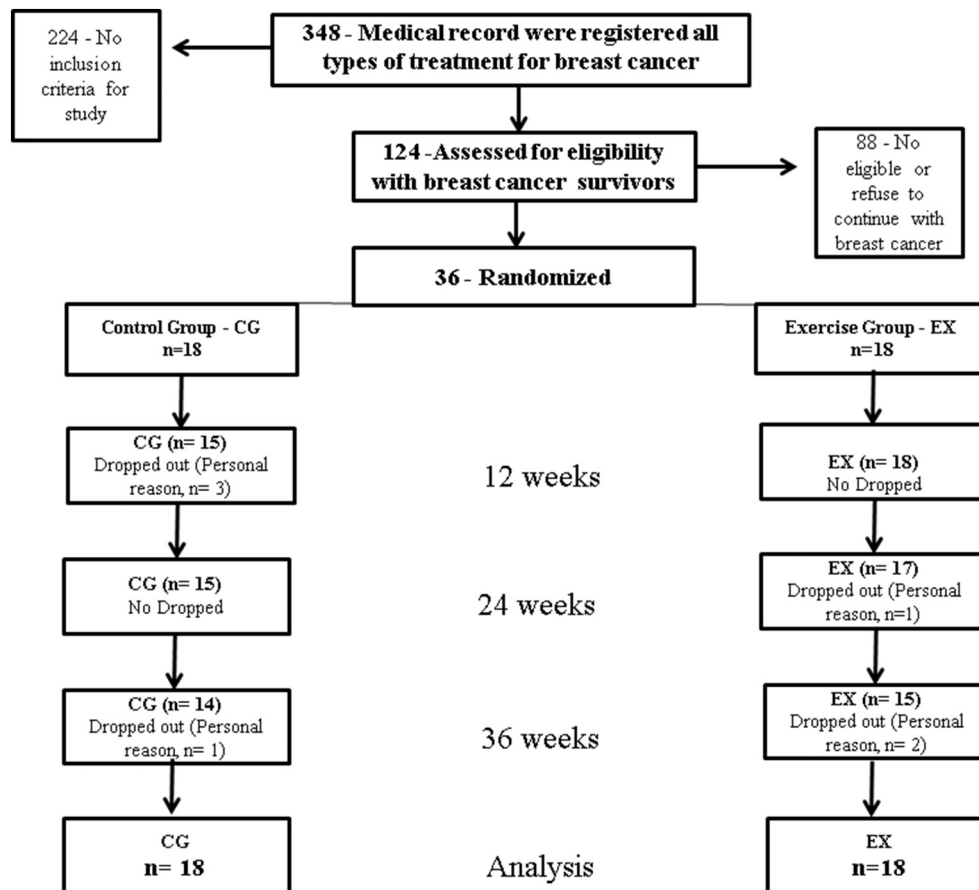 224 - No
inclusion
criteria for
study
348 - Medical record were registered all
types of treatment for breast cancer
124 -Assessed for eligibility
with breast cancer survivors
88 - No
eligible or
refuse to
continue with
breast cancer
36 - Randomized
Control Group - CG
n=18
Exercise Group - EX
n=18
CG (n= 15)
Dropped out (Personal
reason, n= 3)
12 weeks
EX (n= 18)
No Dropped
CG (n= 15)
No Dropped
24 weeks
EX (n= 17)
Dropped out (Personal
reason, n=1)
CG (n= 14)
Dropped out (Personal
reason, n= 1)
36 weeks
EX (n= 15)
Dropped out (Personal
reason, n= 2)
CG
n= 18
Analysis
EX
n=18